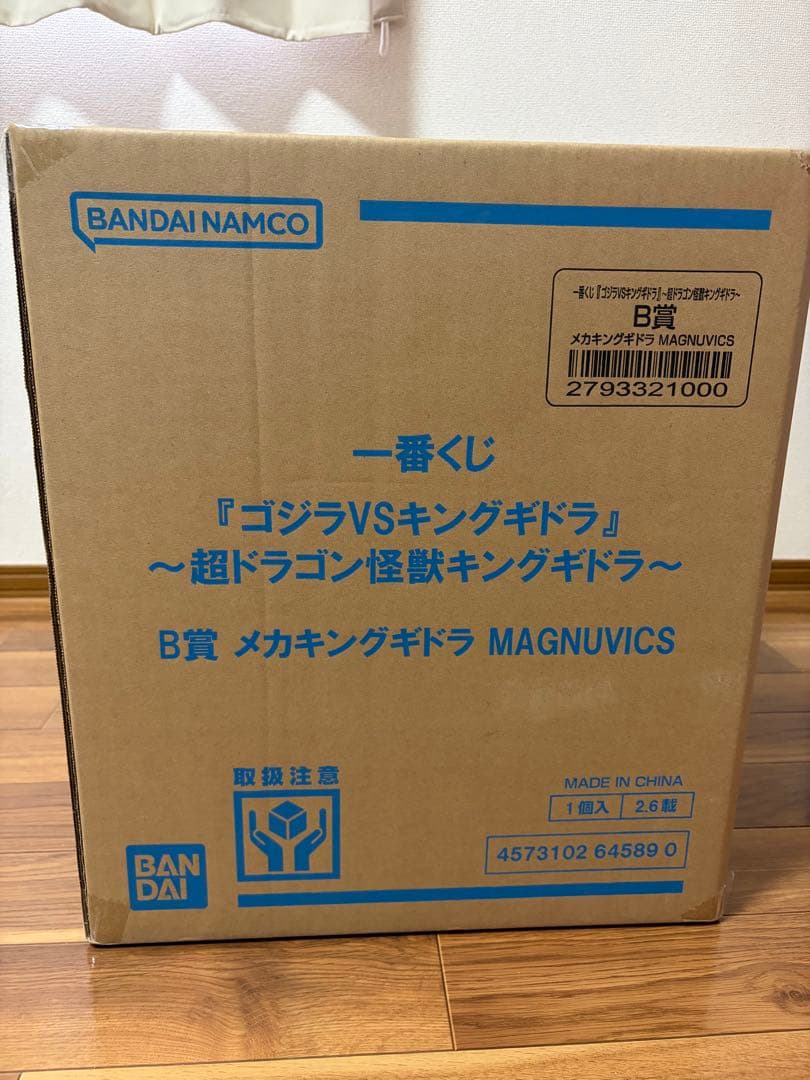 BANDAI NAMCO
一番くじ『ゴジラVSキングギドラ』~超ドラゴン怪獣キングギドラ~
B賞
メカキングギドラ MAGNUVICS
2793321000
一番くじ
『ゴジラVSキングギドラ』
~超ドラゴン怪獣キングギドラ~
B賞 メカキングギドラ MAGNUVICS
取扱注意
MADE IN CHINA
1個入 2.6載
4573102 64589 0
BAN
DAI